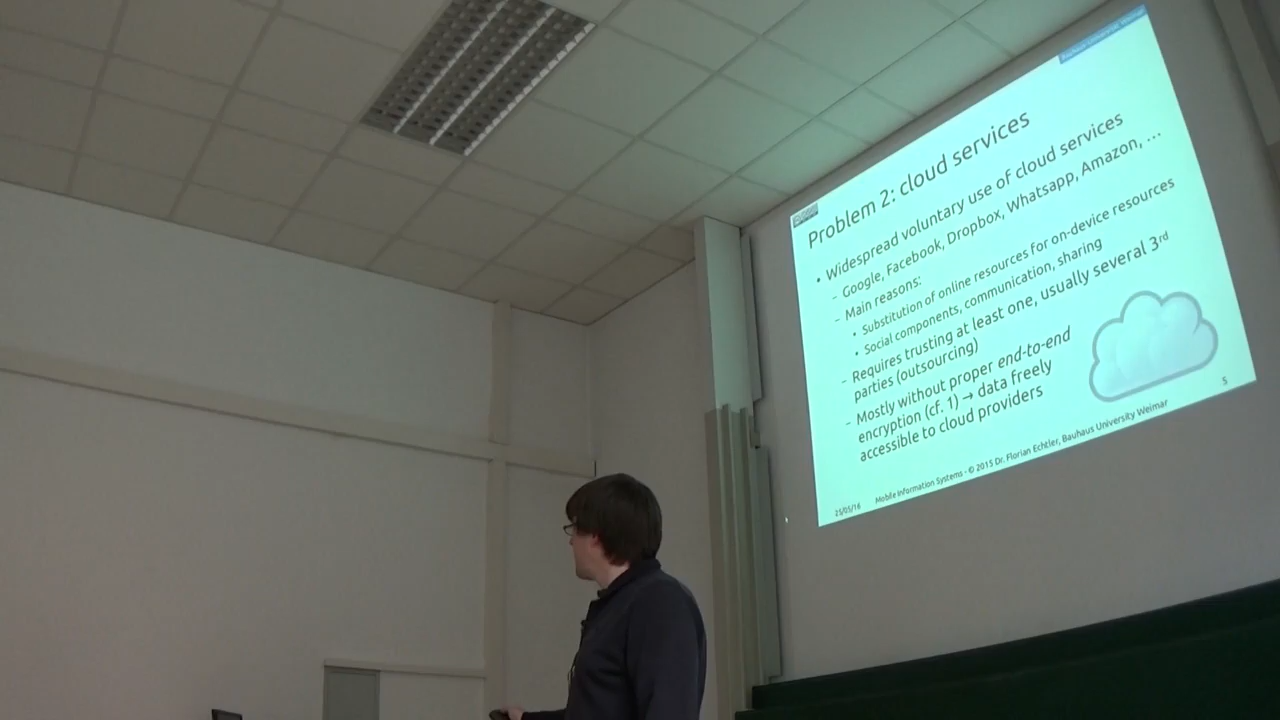 Problem 2: cloud services
• Widespread voluntary use of cloud services
– Google, Facebook, Dropbox, Whatsapp, Amazon, …
– Main reasons:
• Substitution of online resources for on-device resources
• Social components, communication, sharing
– Requires trusting at least one, usually several 3rd
parties (outsourcing)
– Mostly without proper end-to-end
encryption (cf. 1) → data freely
accessible to cloud providers
25/05/16
Mobile Information Systems - © 2015 Dr. Florian Echtler, Bauhaus University Weimar
5